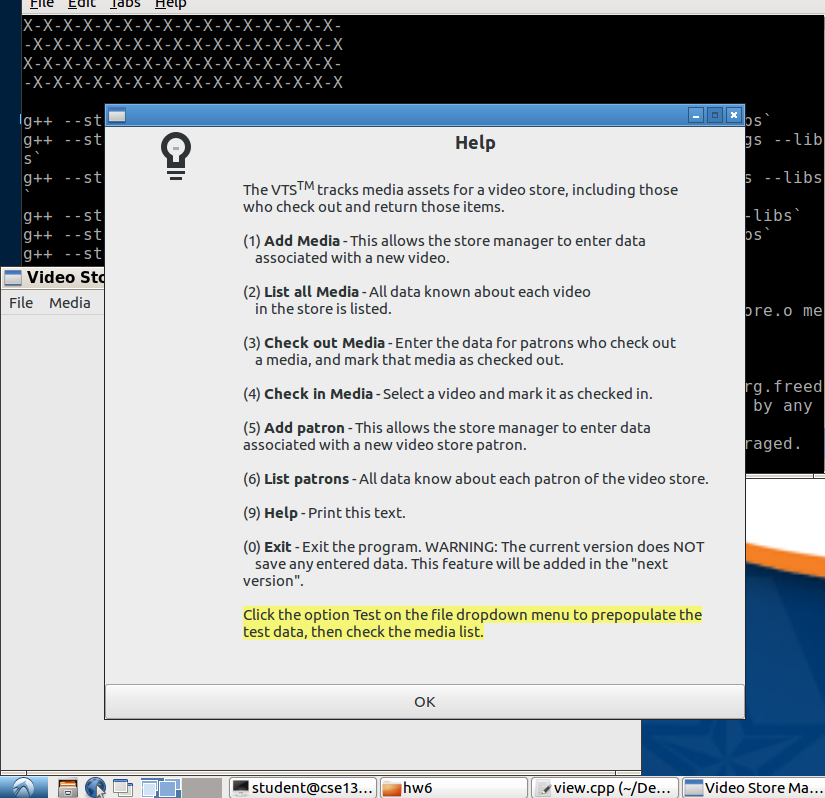 File Edit Tabs Help
X-X-X-X-X-X-X-X-X-X-X-X-X-X-X-X-
-X-X-X-X-X-X-X-X-X-X-X-X-X-X-X-X
X-X-X-X-X-X-X-X-X-X-X-X-X-X-X-X-
-X-X-X-X-X-X-X-X-X-X-X-X-X-X-X-X
g++ --st
bs`
g++ --st
gs --lib
s`
g++ --st
s --libs
`
g++ --st
-libs`
g++ --st
bs`
g++ --st
Video Sto
File Media
ore.o me
rg.freed
by any
raged.
Help
The VTS™ tracks media assets for a video store, including those
who check out and return those items.
(1) Add Media - This allows the store manager to enter data
associated with a new video.
(2) List all Media - All data known about each video
in the store is listed.
(3) Check out Media - Enter the data for patrons who check out
a media, and mark that media as checked out.
(4) Check in Media - Select a video and mark it as checked in.
(5) Add patron - This allows the store manager to enter data
associated with a new video store patron.
(6) List patrons - All data know about each patron of the video store.
(9) Help - Print this text.
(0) Exit - Exit the program. WARNING: The current version does NOT
save any entered data. This feature will be added in the "next
version".
Click the option Test on the file dropdown menu to prepopulate the
test data, then check the media list.
OK
student@cse13...
hw6
view.cpp (~/De...
Video Store Ma...